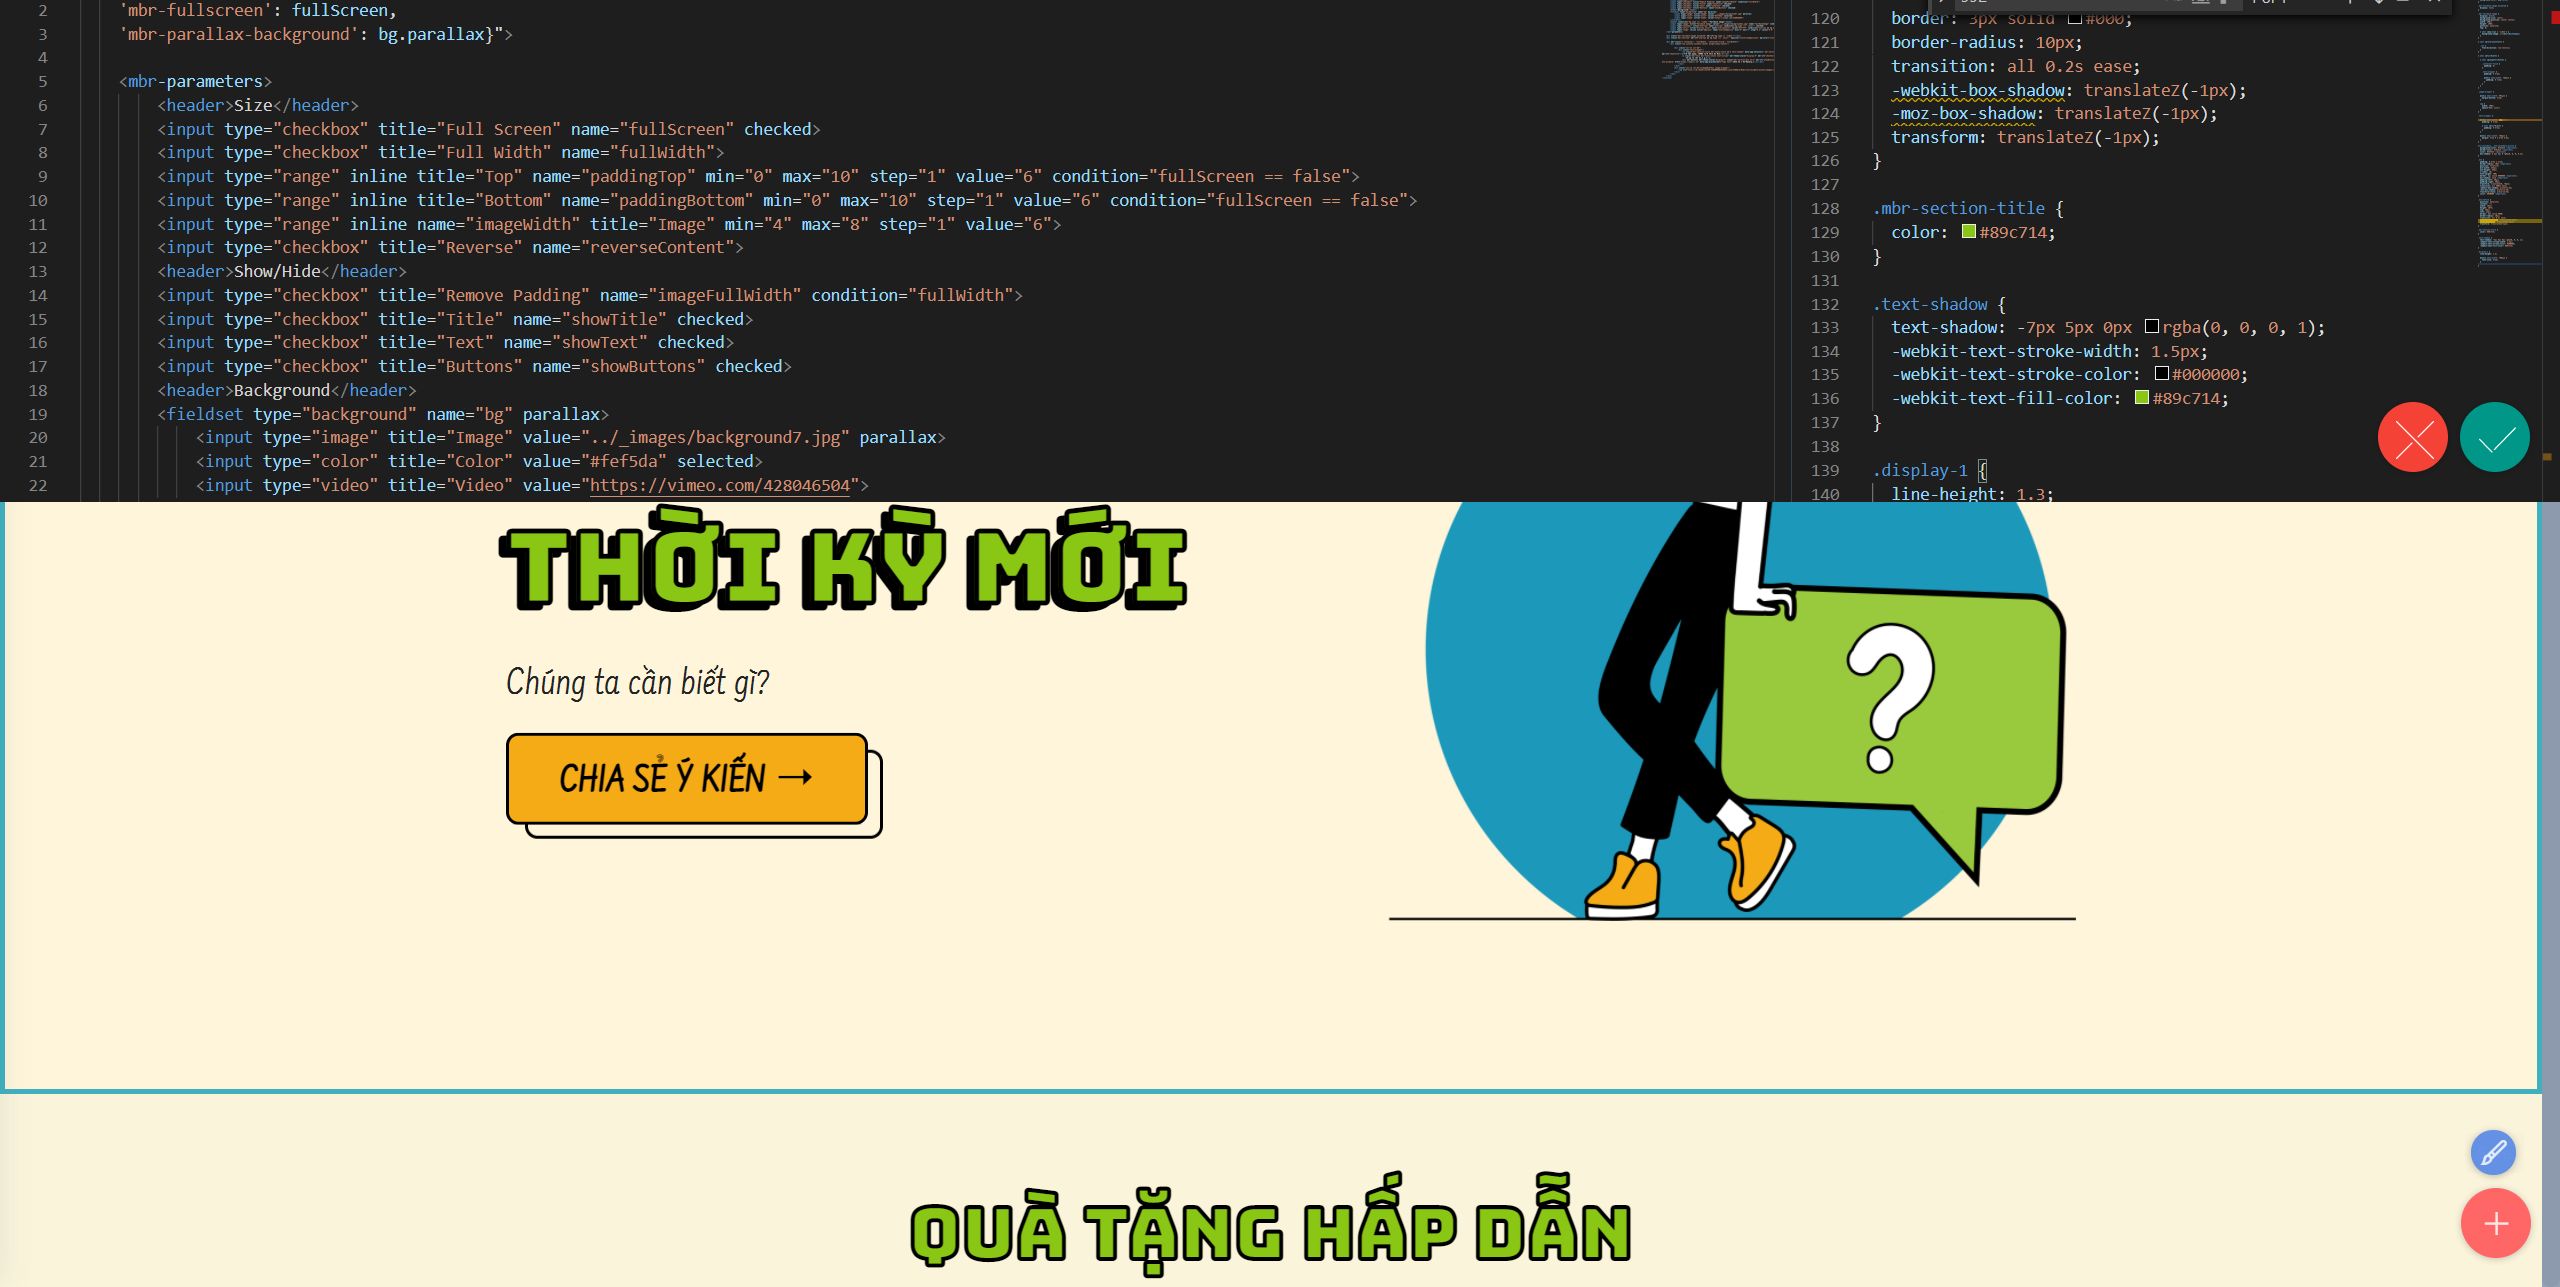 2 'mbr-fullscreen': fullScreen,
3 'mbr-parallax-background': bg.parallax}">
4
5 <mbr-parameters>
6 <header>Size</header>
7 <input type="checkbox" title="Full Screen" name="fullScreen" checked>
8 <input type="checkbox" title="Full Width" name="fullWidth">
9 <input type="range" inline title="Top" name="paddingTop" min="0" max="10" step="1" value="6" condition="fullScreen == false">
10 <input type="range" inline title="Bottom" name="paddingBottom" min="0" max="10" step="1" value="6" condition="fullScreen == false">
11 <input type="range" inline name="imageWidth" title="Image" min="4" max="8" step="1" value="6">
12 <input type="checkbox" title="Reverse" name="reverseContent">
13 <header>Show/Hide</header>
14 <input type="checkbox" title="Remove Padding" name="imageFullWidth" condition="fullWidth">
15 <input type="checkbox" title="Title" name="showTitle" checked>
16 <input type="checkbox" title="Text" name="showText" checked>
17 <input type="checkbox" title="Buttons" name="showButtons" checked>
18 <header>Background</header>
19 <fieldset type="background" name="bg" parallax>
20 <input type="image" title="Image" value="../_images/background7.jpg" parallax>
21 <input type="color" title="Color" value="#fef5da" selected>
22 <input type="video" title="Video" value="https://vimeo.com/428046504">
120 border: 3px solid #000;
121 border-radius: 10px;
122 transition: all 0.2s ease;
123 -webkit-box-shadow: translateZ(-1px);
124 -moz-box-shadow: translateZ(-1px);
125 transform: translateZ(-1px);
126 }
127
128 .mbr-section-title {
129 color: #89c714;
130 }
131
132 .text-shadow {
133 text-shadow: -7px 5px 0px rgba(0, 0, 0, 1);
134 -webkit-text-stroke-width: 1.5px;
135 -webkit-text-stroke-color: #000000;
136 -webkit-text-fill-color: #89c714;
137 }
138
139 .display-1 {
140 line-height: 1.3;
THỜI KỲ MỚI
Chúng ta cần biết gì?
CHIA SẺ Ý KIẾN →
?
QUÀ TẶNG HẤP DẪN